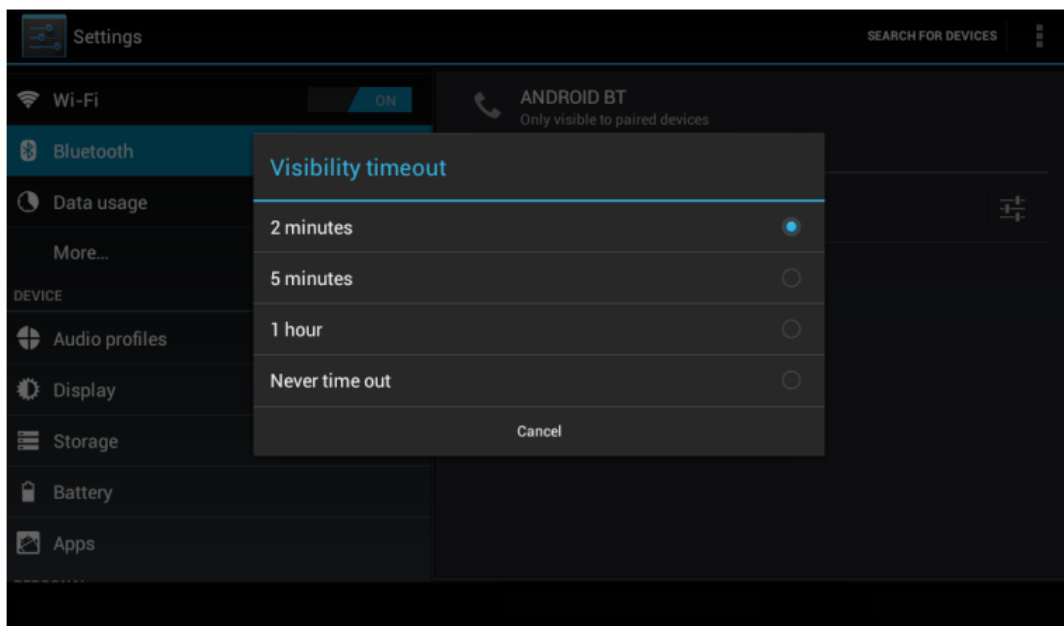 Settings
SEARCH FOR DEVICES
Wi-Fi
ON
ANDROID BT
Only visible to paired devices
Bluetooth
Visibility timeout
Data usage
2 minutes
More...
5 minutes
DEVICE
Audio profiles
1 hour
Display
Never time out
Storage
Cancel
Battery
Apps